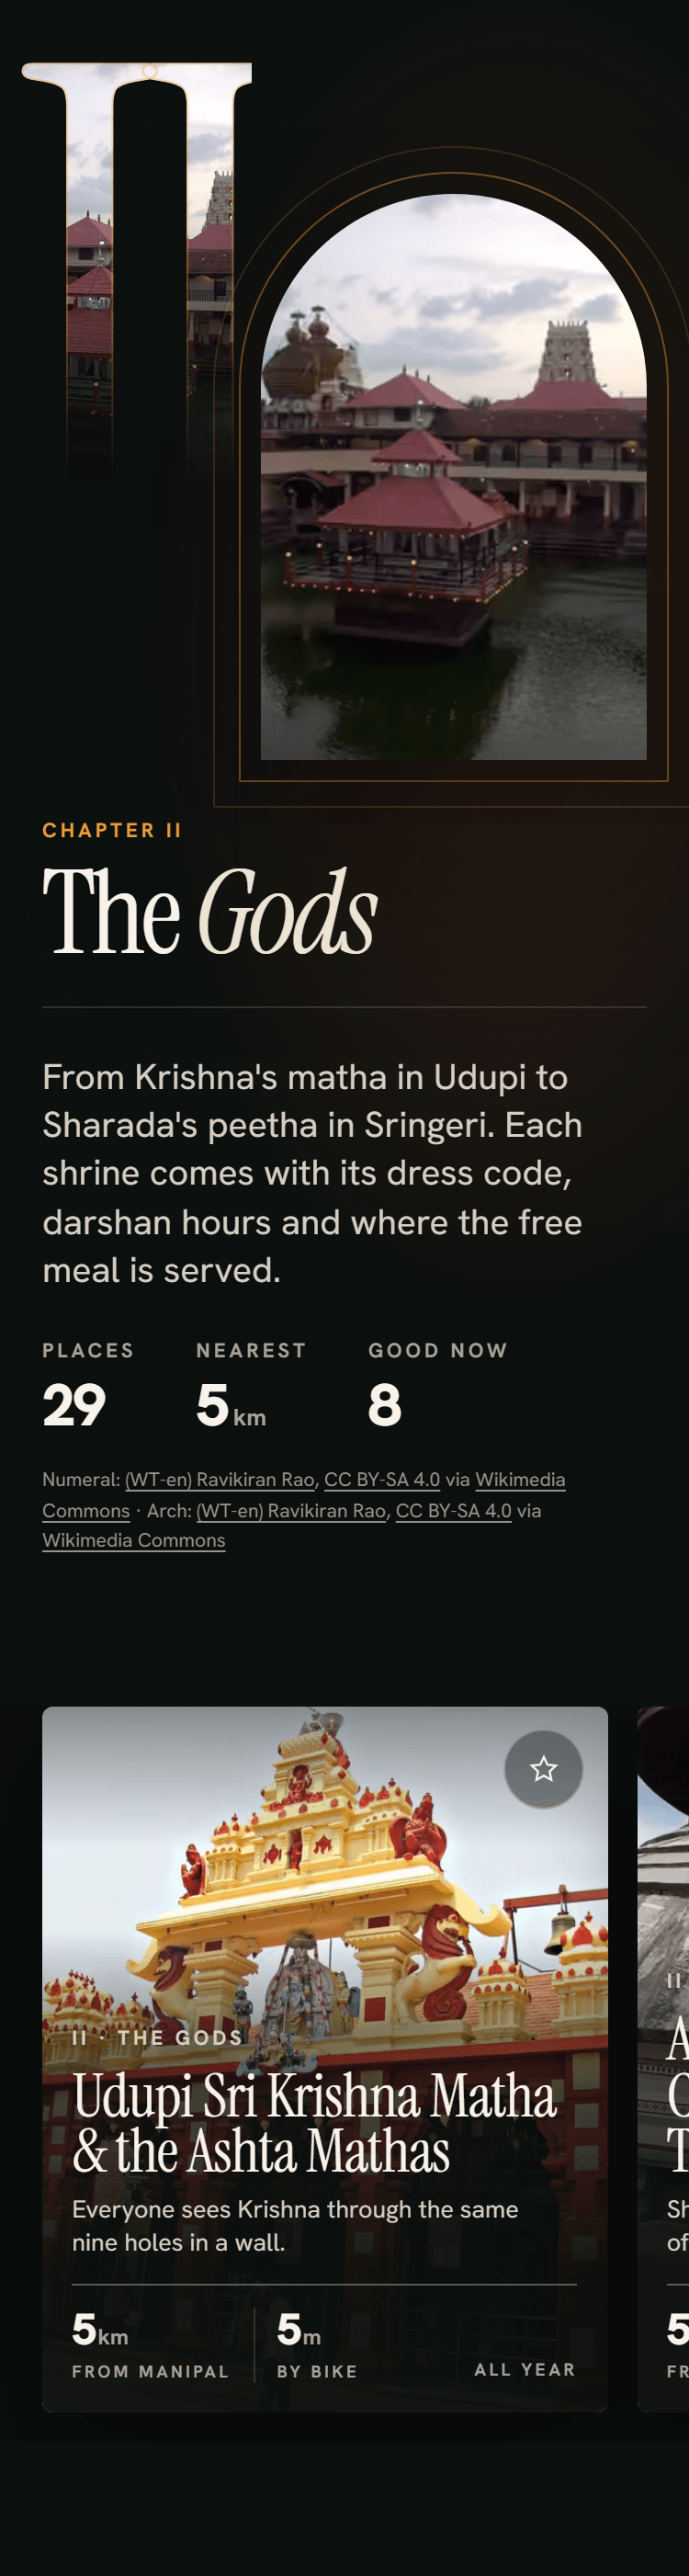 II
CHAPTER II
The Gods
From Krishna's matha in Udupi to
Sharada's peetha in Sringeri. Each
shrine comes with its dress code,
darshan hours and where the free
meal is served.
PLACES NEAREST GOOD NOW
29 5 km 8
Numeral: (WT-en) Ravikiran Rao, CC BY-SA 4.0 via Wikimedia
Commons · Arch: (WT-en) Ravikiran Rao, CC BY-SA 4.0 via
Wikimedia Commons
II · THE GODS
Udupi Sri Krishna Matha
& the Ashta Mathas
Everyone sees Krishna through the same
nine holes in a wall.
5km 5m
FROM MANIPAL BY BIKE ALL YEAR